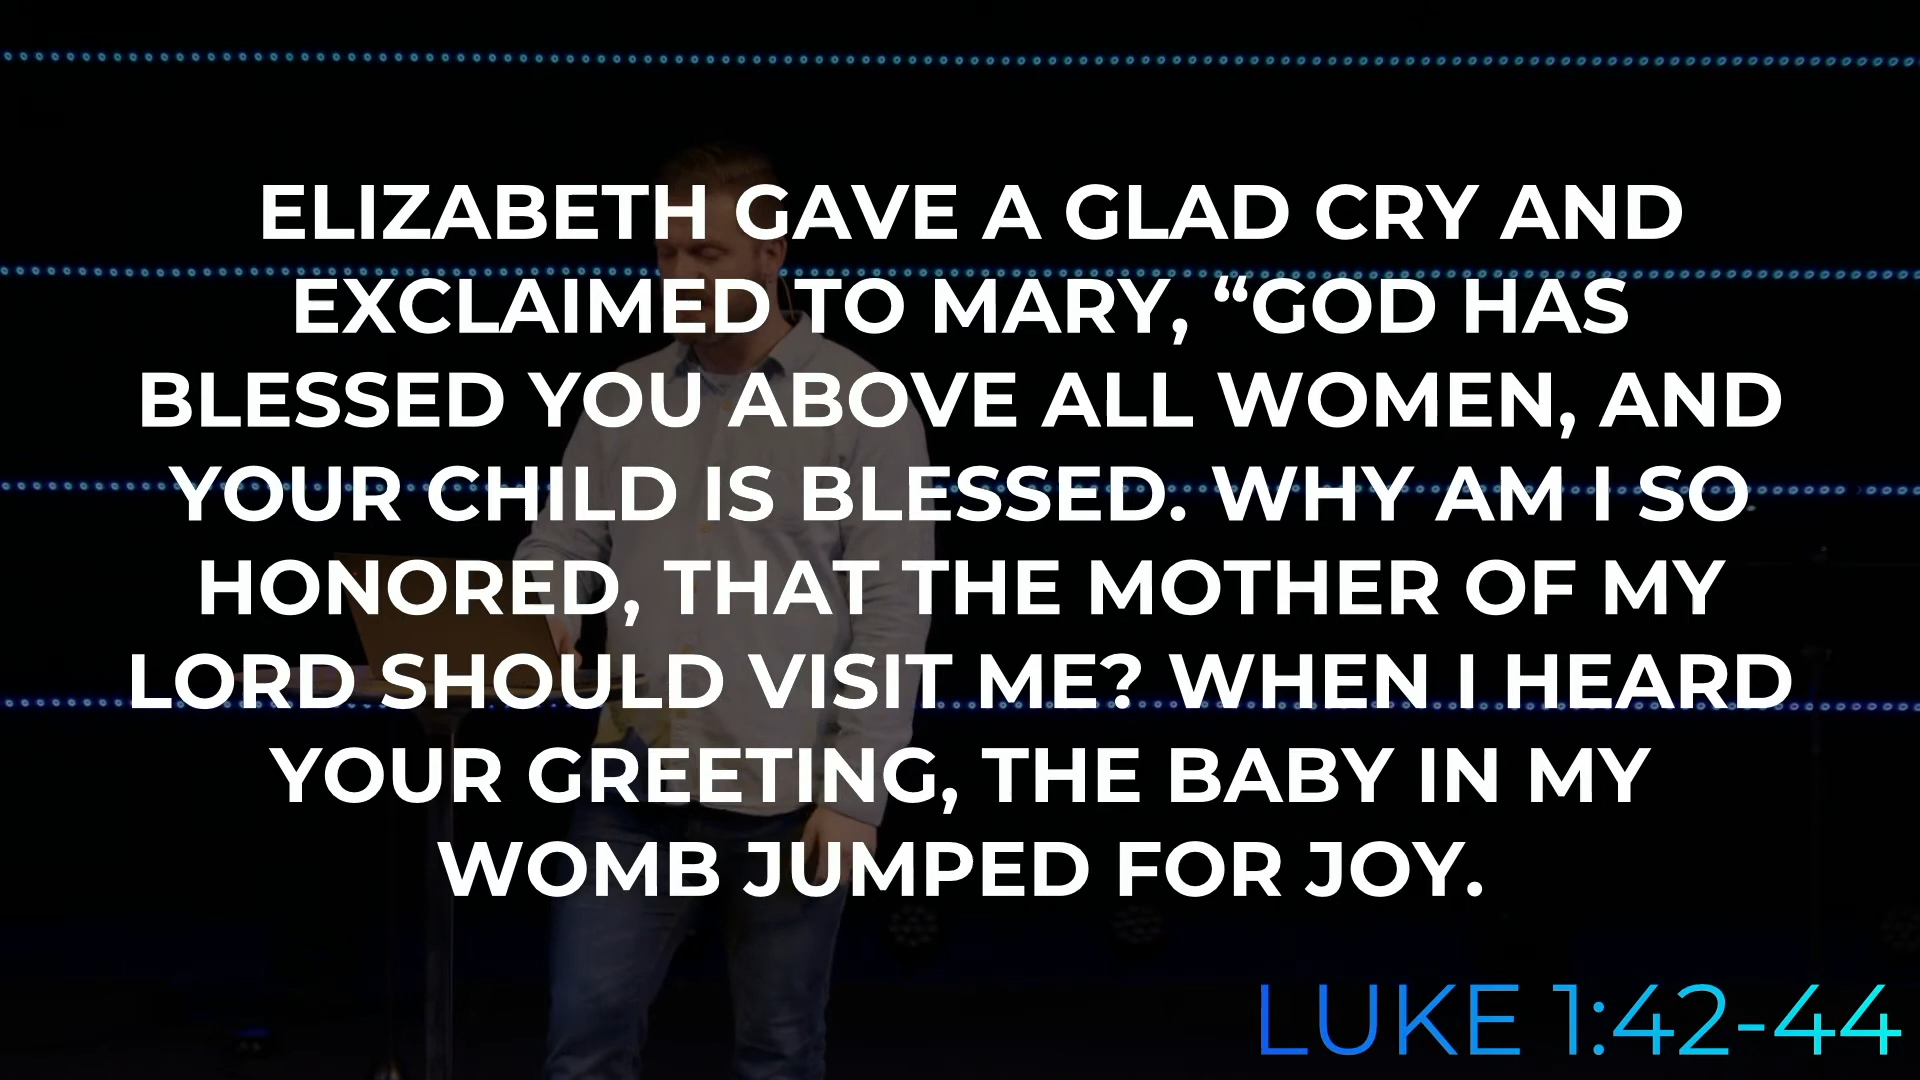 ELIZABETH GAVE A GLAD CRY AND
EXCLAIMED TO MARY, “GOD HAS
BLESSED YOU ABOVE ALL WOMEN, AND
YOUR CHILD IS BLESSED. WHY AM I SO
HONORED, THAT THE MOTHER OF MY
LORD SHOULD VISIT ME? WHEN I HEARD
YOUR GREETING, THE BABY IN MY
WOMB JUMPED FOR JOY.
LUKE 1:42-44